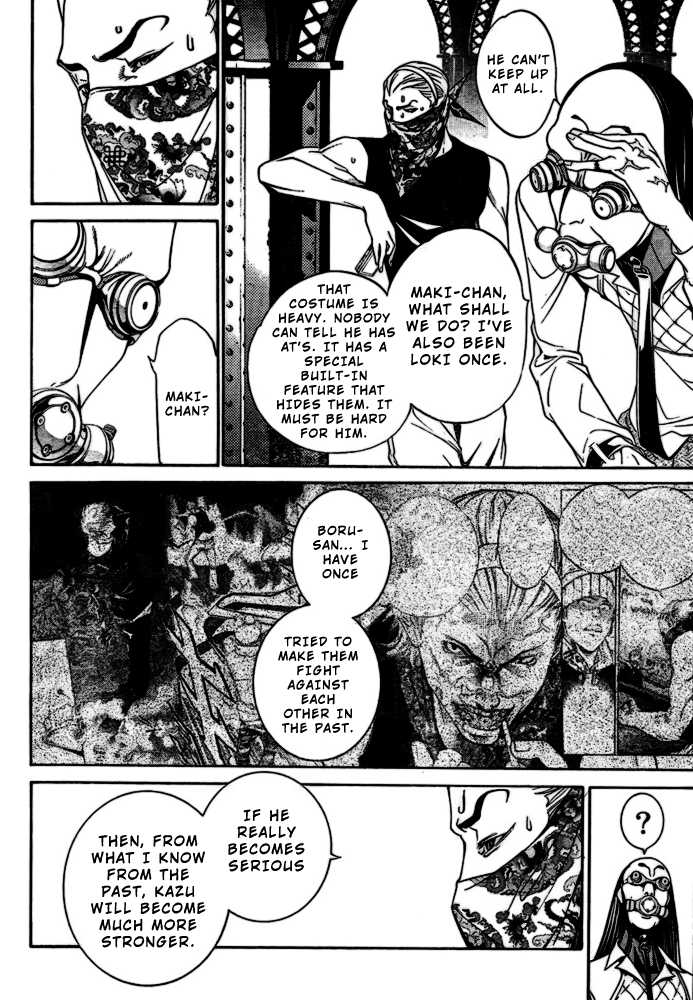 HE CAN'T
KEEP UP
AT ALL.
MAKI-CHAN,
WHAT SHALL
WE DO? I'VE
ALSO BEEN
LOKI ONCE.
THAT
COSTUME IS
HEAVY. NOBODY
CAN TELL HE HAS
AT'S. IT HAS A
SPECIAL
BUILT-IN
FEATURE THAT
HIDES THEM. IT
MUST BE HARD
FOR HIM.
MAKI-
CHAN?
BORU-
SAN... I
HAVE
ONCE
TRIED TO
MAKE THEM
FIGHT
AGAINST
EACH
OTHER IN
THE PAST.
?
IF HE
REALLY
BECOMES
SERIOUS
THEN, FROM
WHAT I KNOW
FROM THE
PAST, KAZU
WILL BECOME
MUCH MORE
STRONGER.